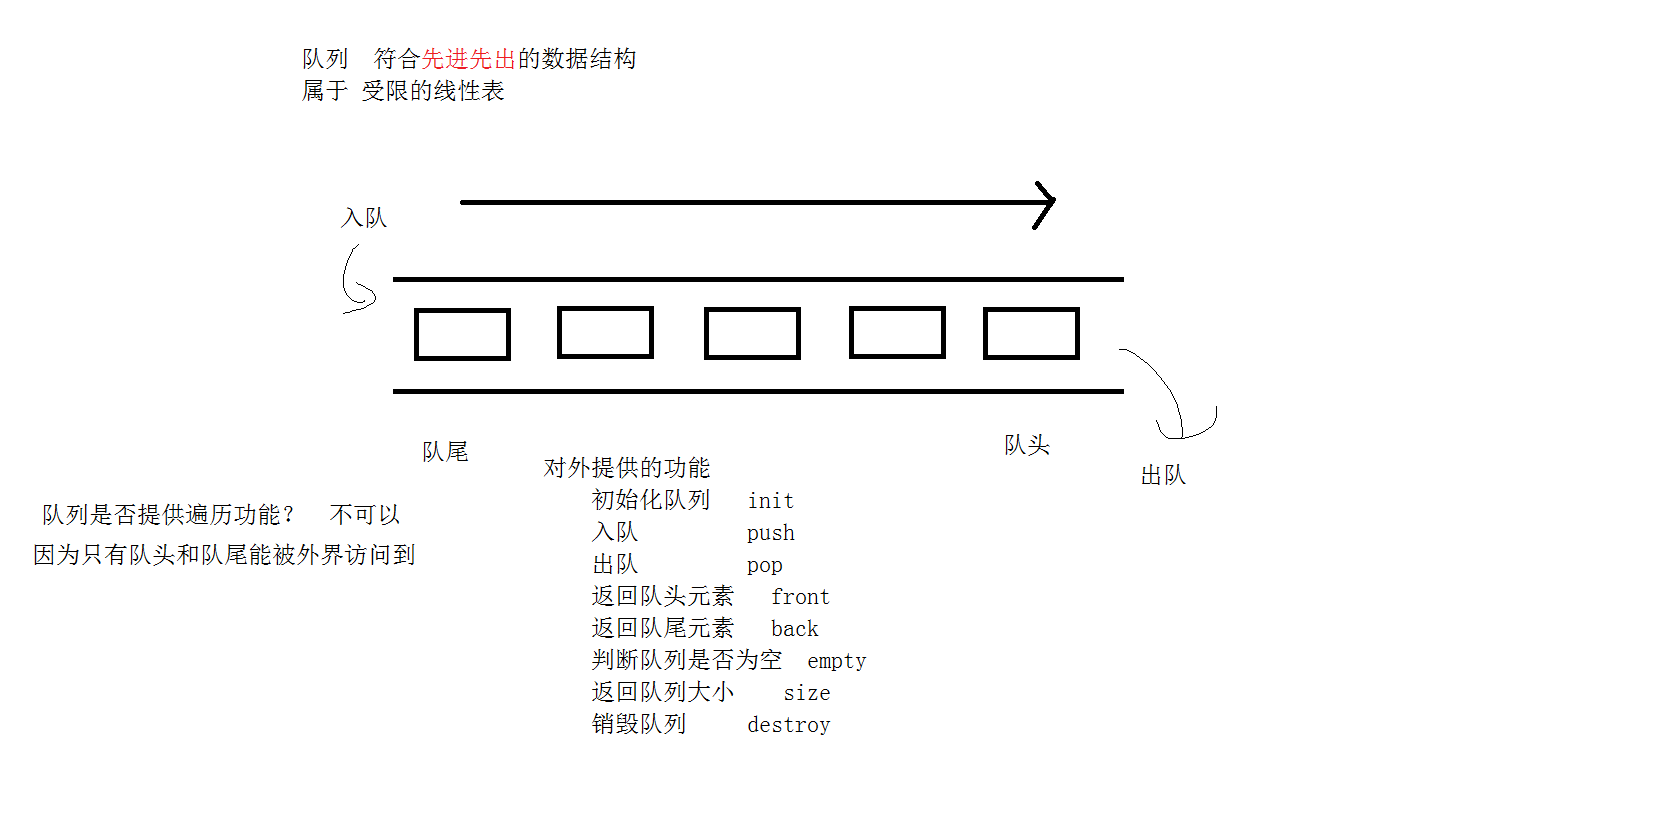 队列  符合先进先出的数据结构
属于 受限的线性表
入队
队尾
队头
出队
对外提供的功能
初始化队列   init
入队         push
出队         pop
返回队头元素   front
返回队尾元素   back
判断队列是否为空  empty
返回队列大小    size
销毁队列     destroy
队列是否提供遍历功能？  不可以
因为只有队头和队尾能被外界访问到